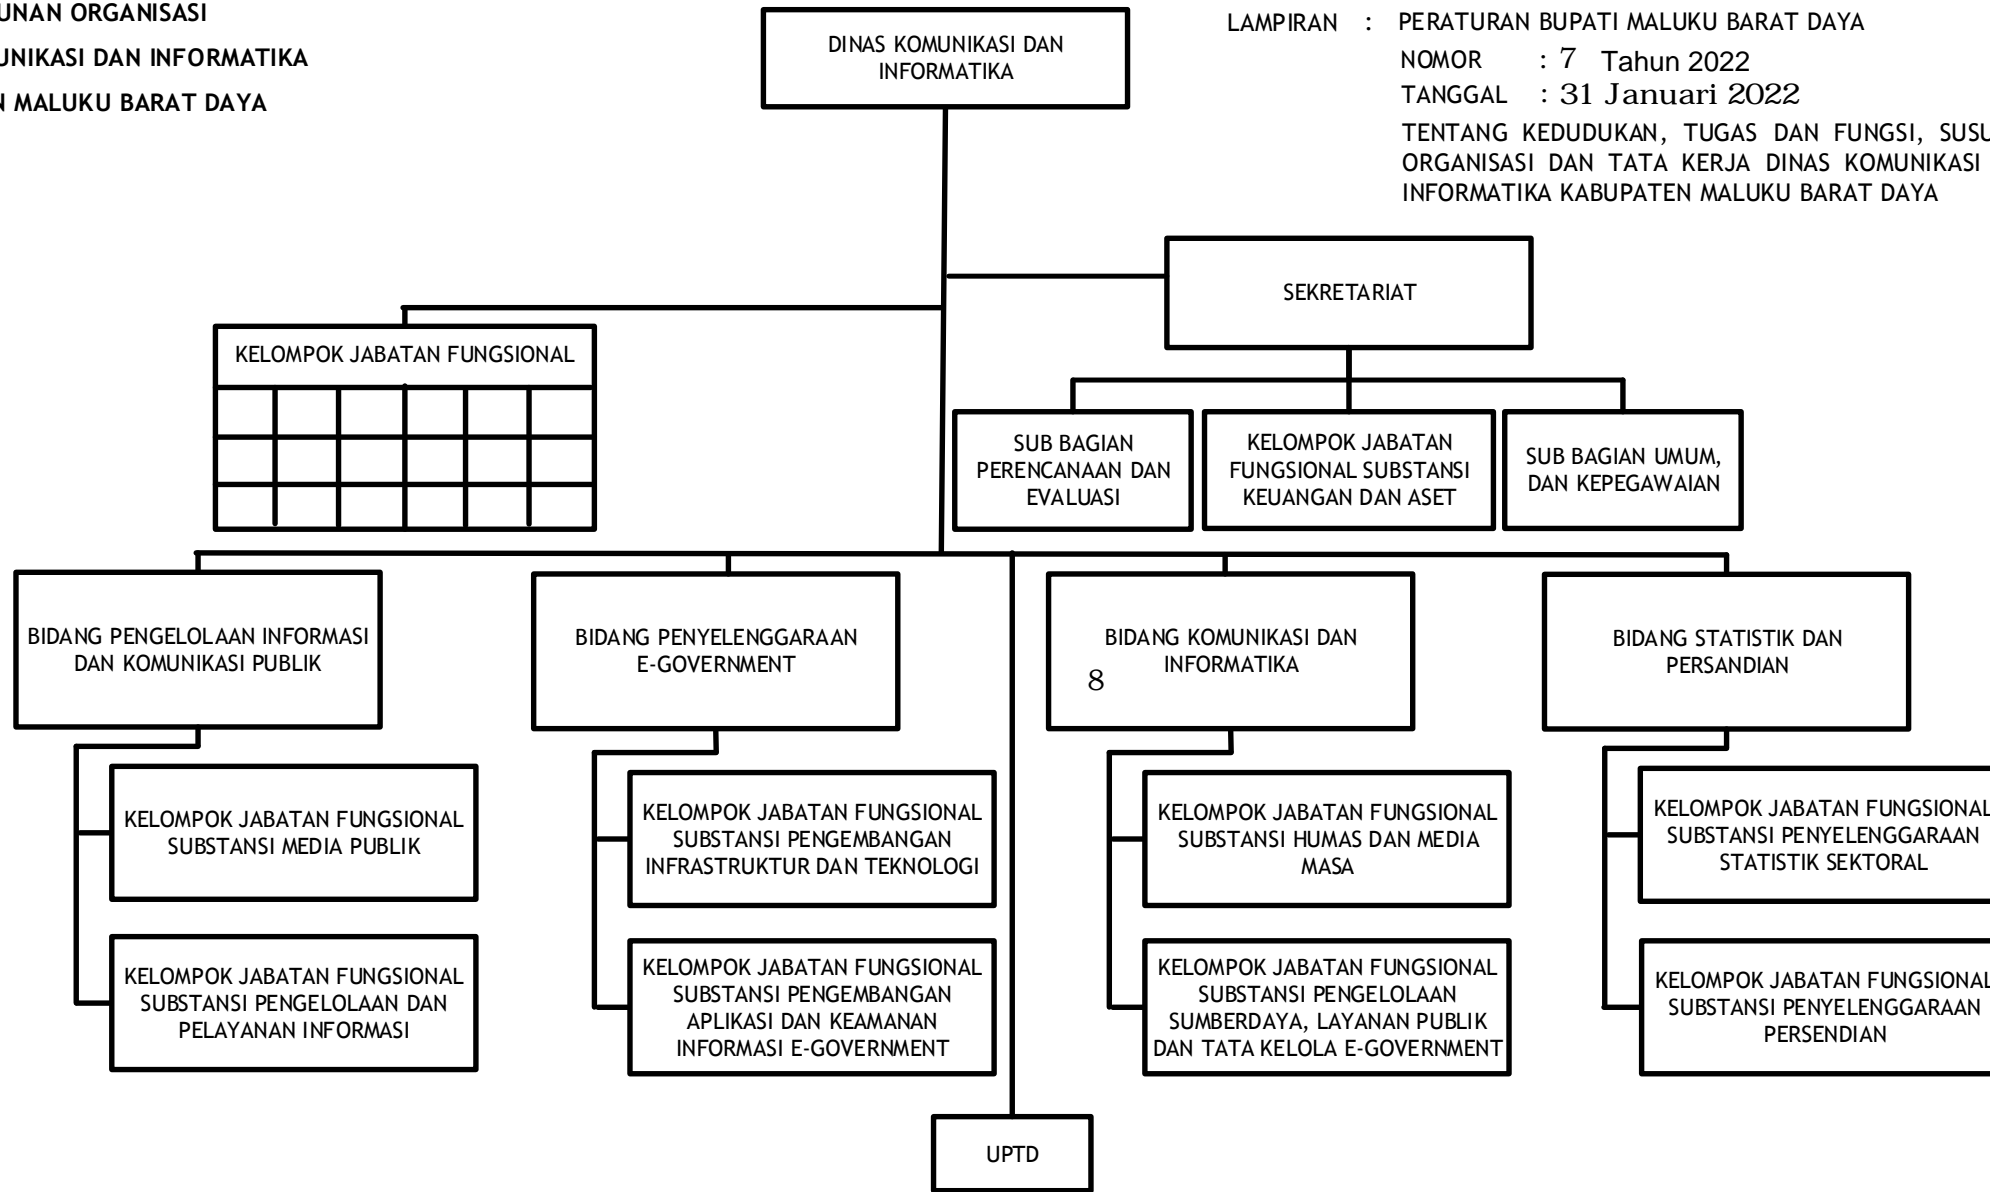 UNAN ORGANISASI
UNIKASI DAN INFORMATIKA
N MALUKU BARAT DAYA
DINAS KOMUNIKASI DAN
INFORMATIKA
LAMPIRAN : PERATURAN BUPATI MALUKU BARAT DAYA
NOMOR : 7 Tahun 2022
TANGGAL : 31 Januari 2022
TENTANG KEDUDUKAN, TUGAS DAN FUNGSI, SUSU
ORGANISASI DAN TATA KERJA DINAS KOMUNIKASI
INFORMATIKA KABUPATEN MALUKU BARAT DAYA
SEKRETARIAT
KELOMPOK JABATAN FUNGSIONAL
SUB BAGIAN
PERENCANAAN DAN
EVALUASI
KELOMPOK JABATAN
FUNGSIONAL SUBSTANSI
KEUANGAN DAN ASET
SUB BAGIAN UMUM,
DAN KEPEGAWAIAN
BIDANG PENGELOLAAN INFORMASI
DAN KOMUNIKASI PUBLIK
BIDANG PENYELENGGARAAN
E-GOVERNMENT
BIDANG KOMUNIKASI DAN
INFORMATIKA
8
BIDANG STATISTIK DAN
PERSANDIAN
KELOMPOK JABATAN FUNGSIONAL
SUBSTANSI MEDIA PUBLIK
KELOMPOK JABATAN FUNGSIONAL
SUBSTANSI PENGEMBANGAN
INFRASTRUKTUR DAN TEKNOLOGI
KELOMPOK JABATAN FUNGSIONAL
SUBSTANSI HUMAS DAN MEDIA
MASA
KELOMPOK JABATAN FUNGSIONAL
SUBSTANSI PENYELENGGARAAN
STATISTIK SEKTORAL
KELOMPOK JABATAN FUNGSIONAL
SUBSTANSI PENGELOLAAN DAN
PELAYANAN INFORMASI
KELOMPOK JABATAN FUNGSIONAL
SUBSTANSI PENGEMBANGAN
APLIKASI DAN KEAMANAN
INFORMASI E-GOVERNMENT
KELOMPOK JABATAN FUNGSIONAL
SUBSTANSI PENGELOLAAN
SUMBERDAYA, LAYANAN PUBLIK
DAN TATA KELOLA E-GOVERNMENT
KELOMPOK JABATAN FUNGSIONAL
SUBSTANSI PENYELENGGARAAN
PERSENDIAN
UPTD